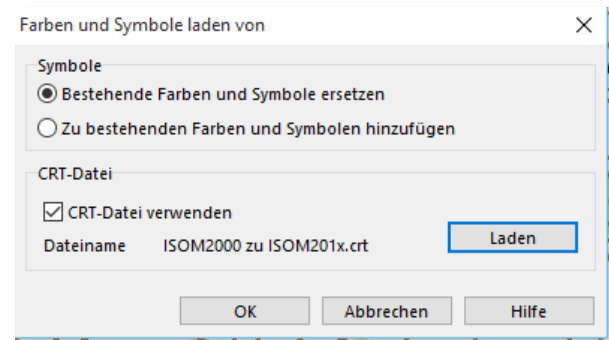 Farben und Symbole laden von
Symbole
Bestehende Farben und Symbole ersetzen
Zu bestehenden Farben und Symbolen hinzufügen
CRT-Datei
CRT-Datei verwenden
Dateiname ISOM2000 zu ISOM201x.crt Laden
OK Abbrechen Hilfe